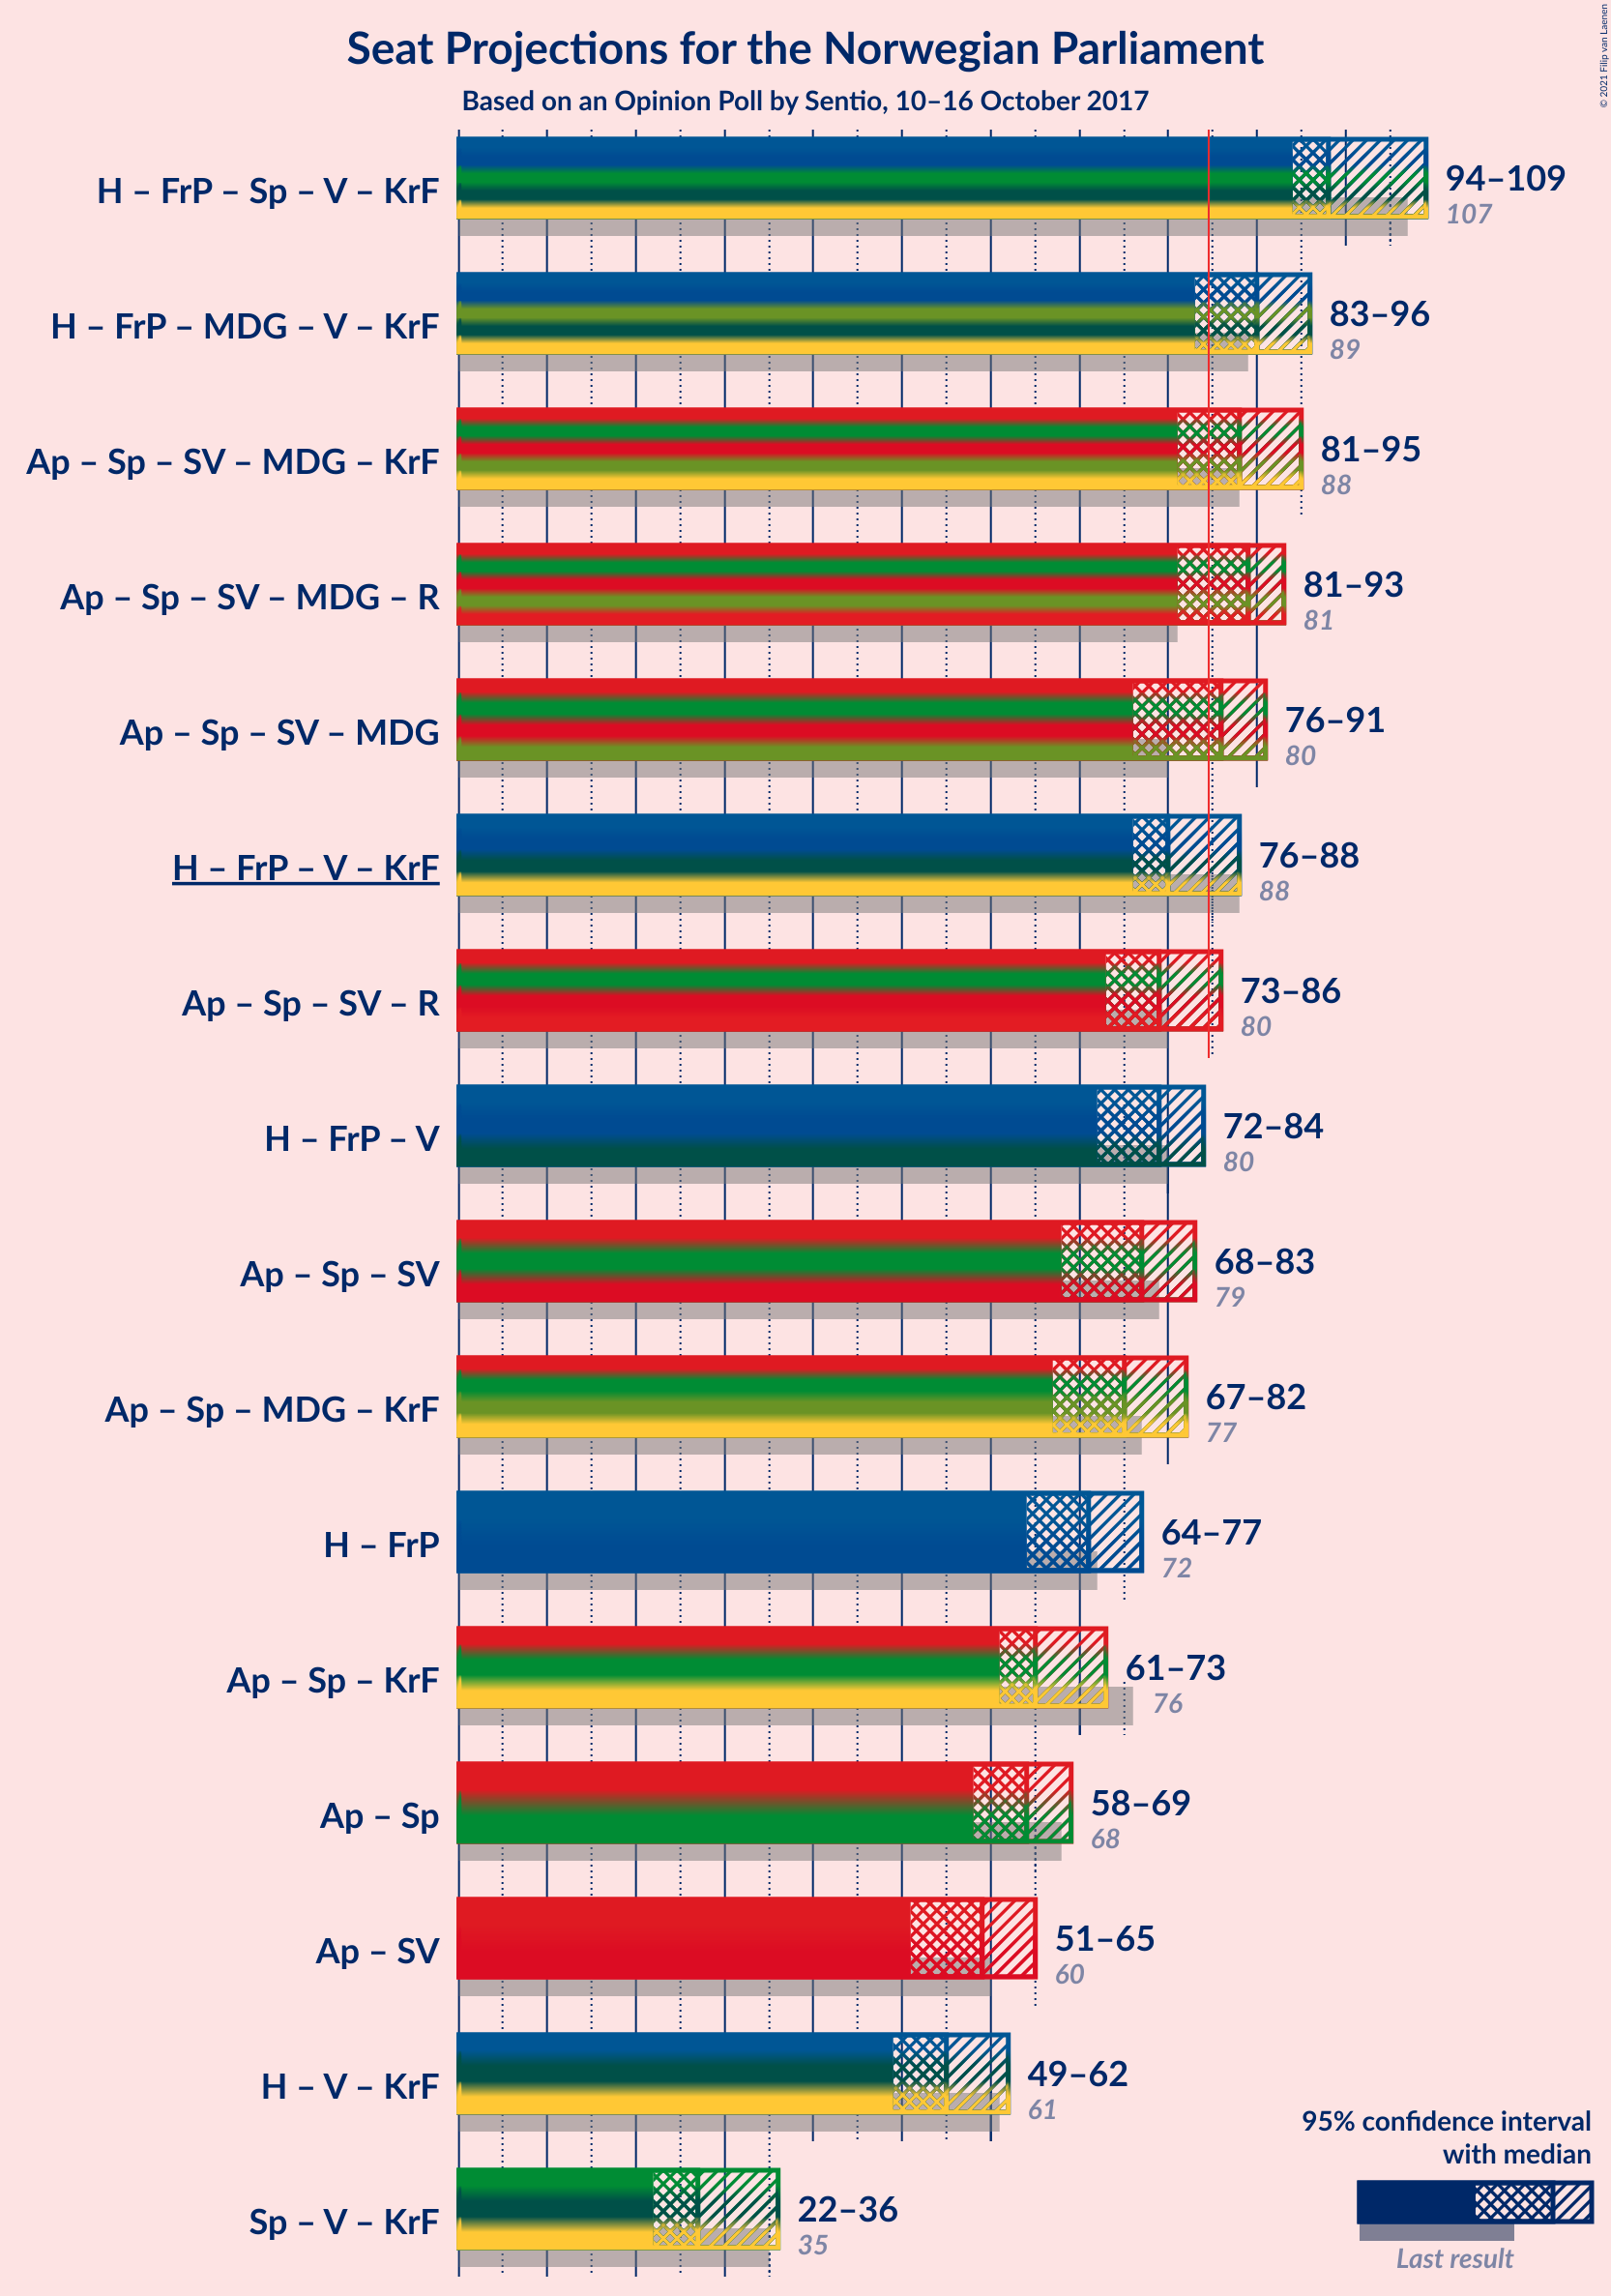 Seat Projections for the Norwegian Parliament
Based on an Opinion Poll by Sentio, 10–16 October 2017
© 2021 Filip van Laenen
H – FrP – Sp – V – KrF
94–109
107
H – FrP – MDG – V – KrF
83–96
89
Ap – Sp – SV – MDG – KrF
81–95
88
Ap – Sp – SV – MDG – R
81–93
81
Ap – Sp – SV – MDG
76–91
80
H – FrP – V – KrF
76–88
88
Ap – Sp – SV – R
73–86
80
H – FrP – V
72–84
80
Ap – Sp – SV
68–83
79
Ap – Sp – MDG – KrF
67–82
77
H – FrP
64–77
72
Ap – Sp – KrF
61–73
76
Ap – Sp
58–69
68
Ap – SV
51–65
60
H – V – KrF
49–62
61
Sp – V – KrF
22–36
35
95% confidence interval
with median
Last result